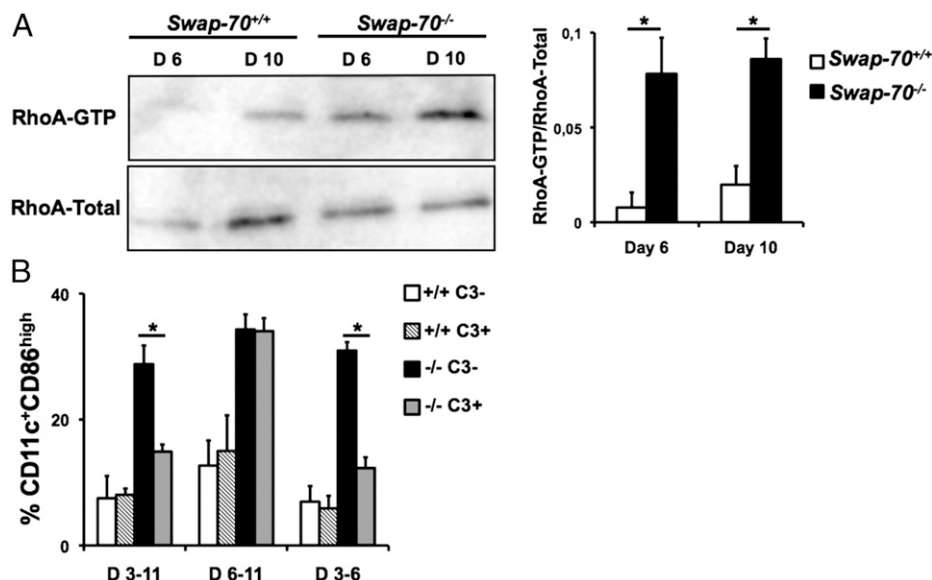 A
Swap-70+/+ Swap-70-/-
D 6 D 10 D 6 D 10
RhoA-GTP
RhoA-Total
RhoA-GTP/RhoA-Total
0,1
0,05
0
* *
Day 6 Day 10
Swap-70+/+
Swap-70-/-
B
% CD11c+CD86high
40
20
0
* *
D 3-11 D 6-11 D 3-6
+/+ C3-
+/+ C3+
-/- C3-
-/- C3+